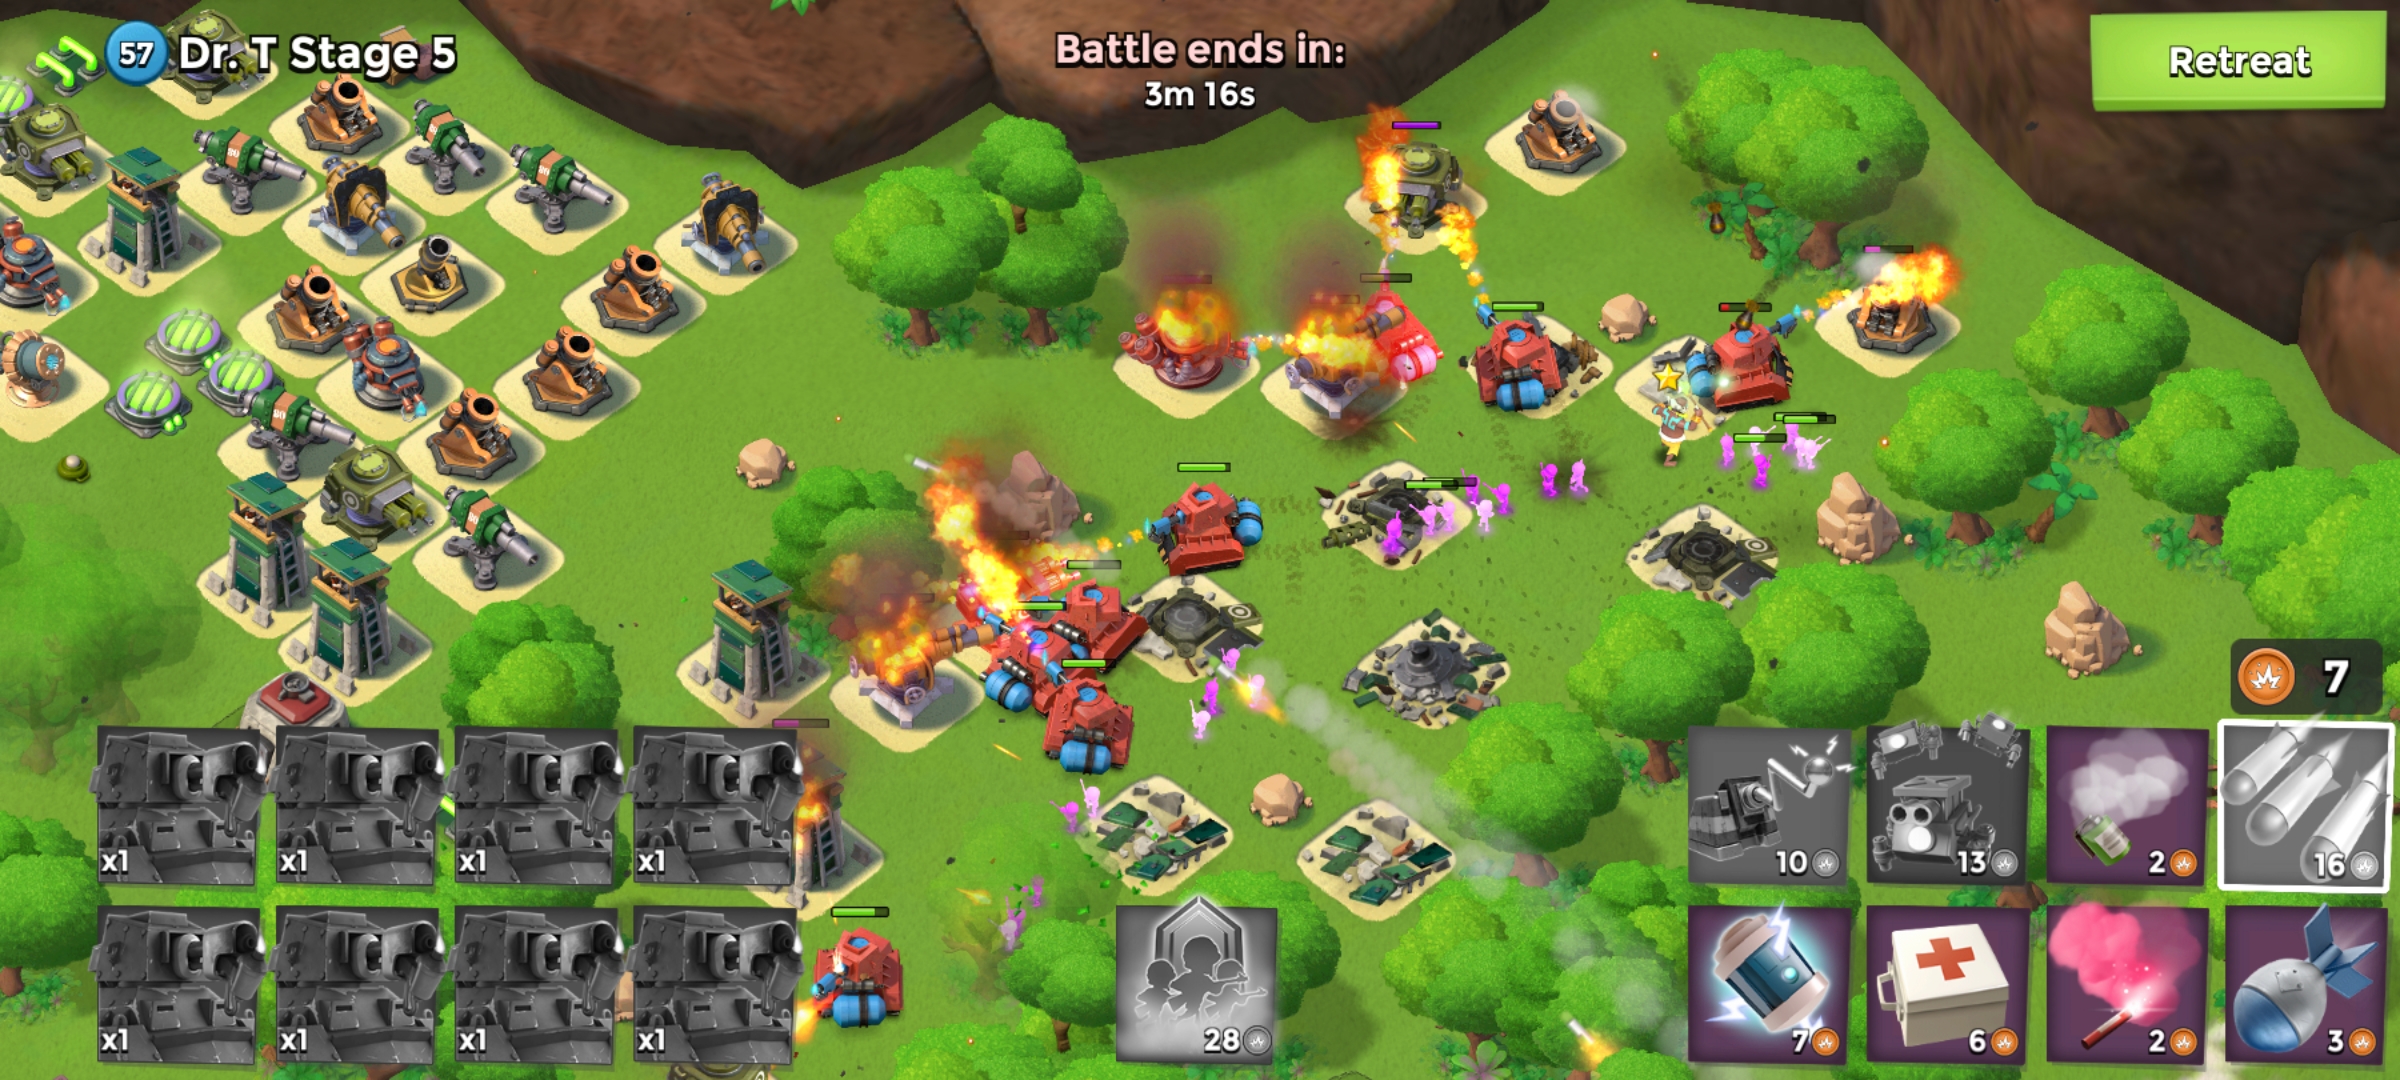 57 Dr. T Stage 5
Battle ends in:
3m 16s
Retreat
7
x1 x1 x1 x1
10 13 2 16
x1 x1 x1 x1
28
7 6 2 3